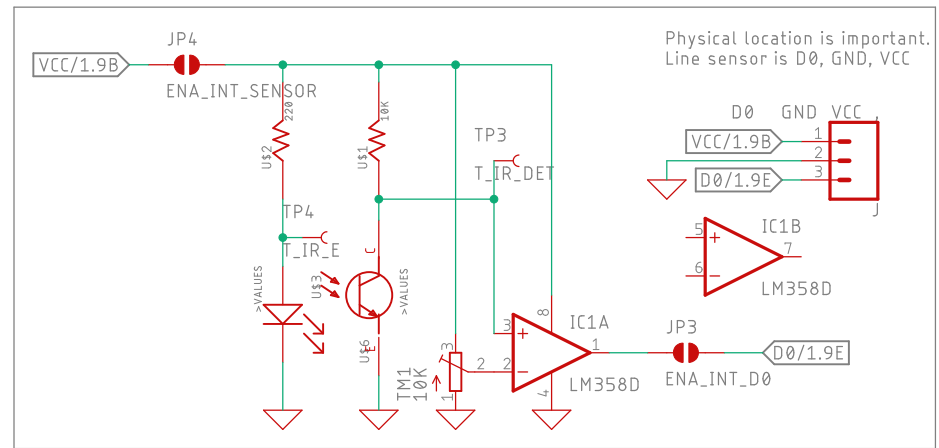 JP4
VCC/1.9B
ENA_INT_SENSOR
Physical location is important.
Line sensor is D0, GND, VCC
220
U$2
10K
U$1
TP3
T_IR_DET
D0 GND VCC
J
VCC/1.9B
1
2
D0/1.9E
3
TP4
T_IR_E
>VALUES
C
U$3
>VALUES
E
U$6
IC1B
5
+
6
−
7
LM358D
IC1A
8
3
+
2
−
1
4
LM358D
3
2
1
TM1
10K
JP3
ENA_INT_D0
D0/1.9E